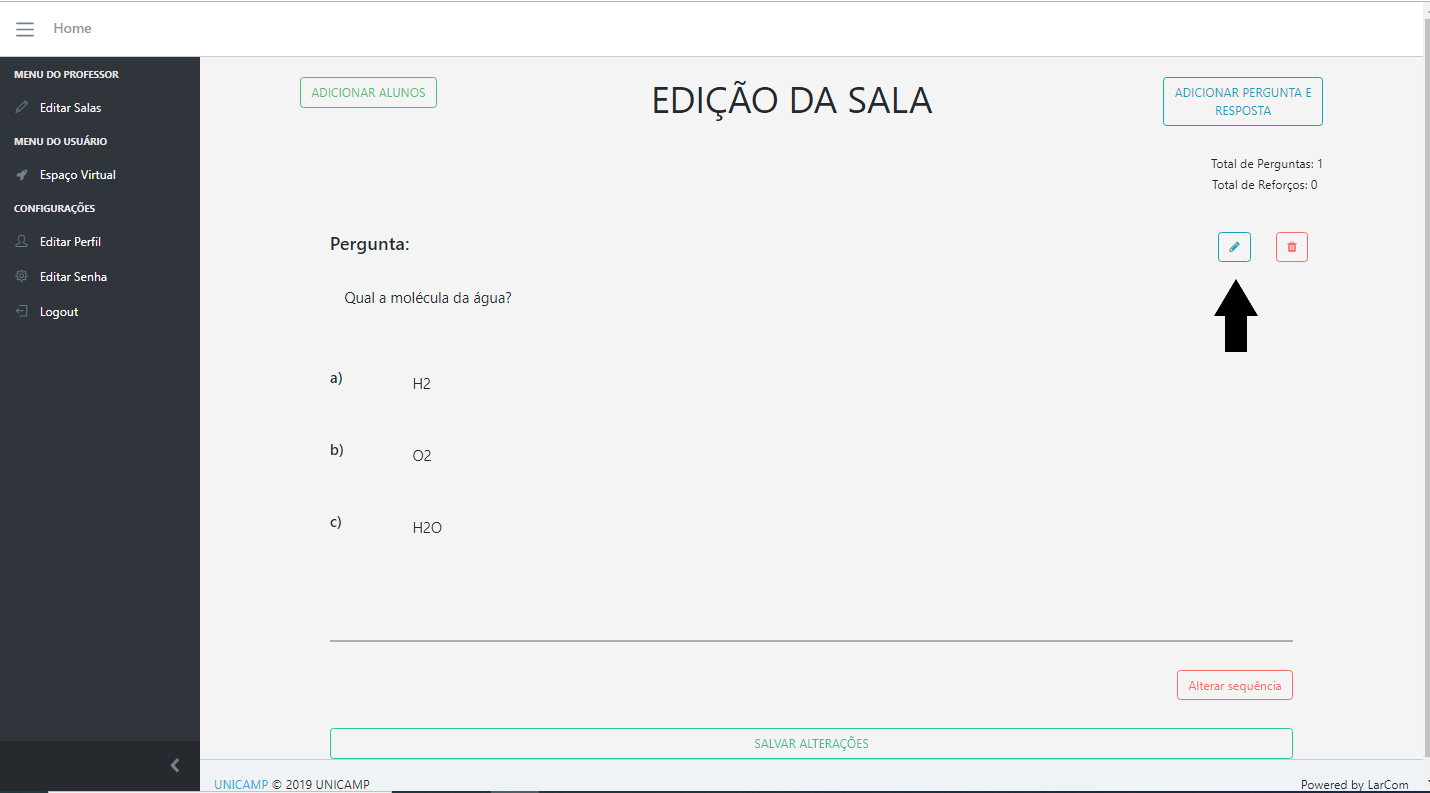 Home
MENU DO PROFESSOR
Editar Salas
MENU DO USUÁRIO
Espaço Virtual
CONFIGURAÇÕES
Editar Perfil
Editar Senha
Logout
ADICIONAR ALUNOS
EDIÇÃO DA SALA
ADICIONAR PERGUNTA E
RESPOSTA
Total de Perguntas: 1
Total de Reforços: 0
Pergunta:
Qual a molécula da água?
a) H2
b) O2
c) H2O
Alterar sequência
SALVAR ALTERAÇÕES
UNICAMP © 2019 UNICAMP
Powered by LarCom